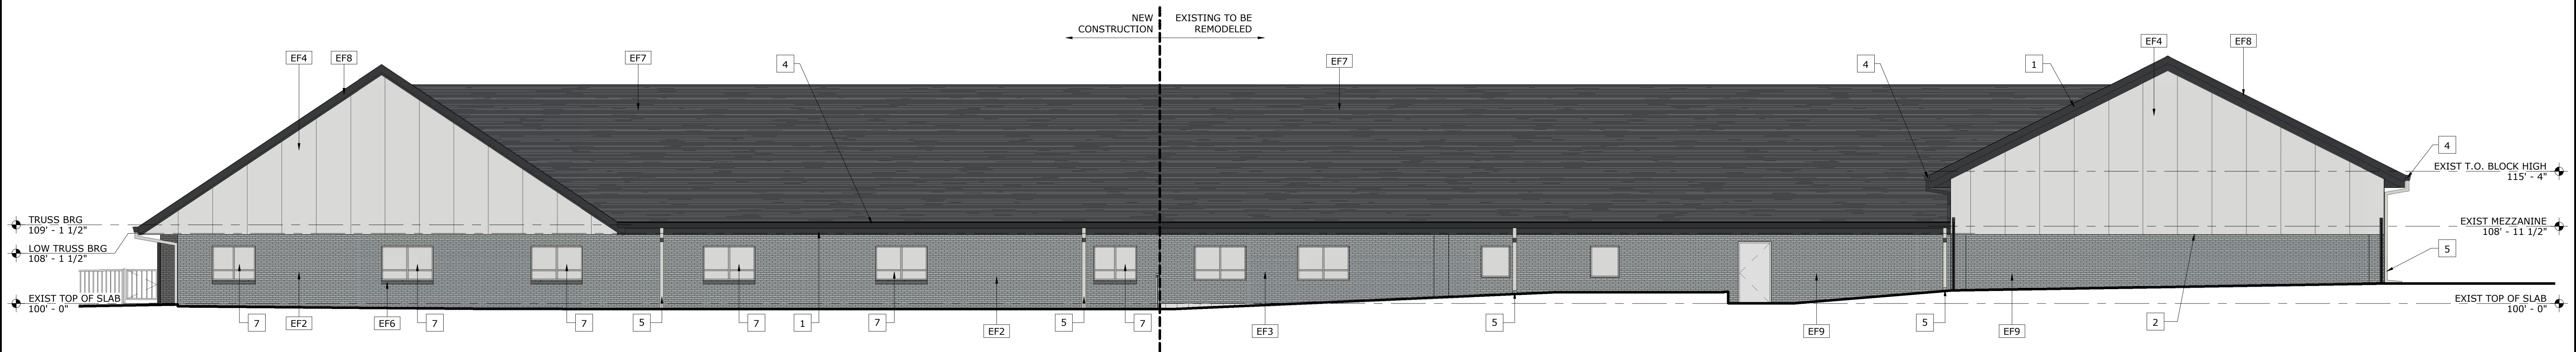 NEW
CONSTRUCTION
EXISTING TO BE
REMODELED
EF4
EF8
EF7
4
EF7
4
1
EF4
EF8
4
EXIST T.O. BLOCK HIGH
115' - 4"
TRUSS BRG
109' - 1 1/2"
LOW TRUSS BRG
108' - 1 1/2"
EXIST MEZZANINE
108' - 11 1/2"
5
EXIST TOP OF SLAB
100' - 0"
EXIST TOP OF SLAB
100' - 0"
7
EF2
EF6
7
7
5
7
1
7
EF2
5
7
EF3
5
EF9
5
EF9
2